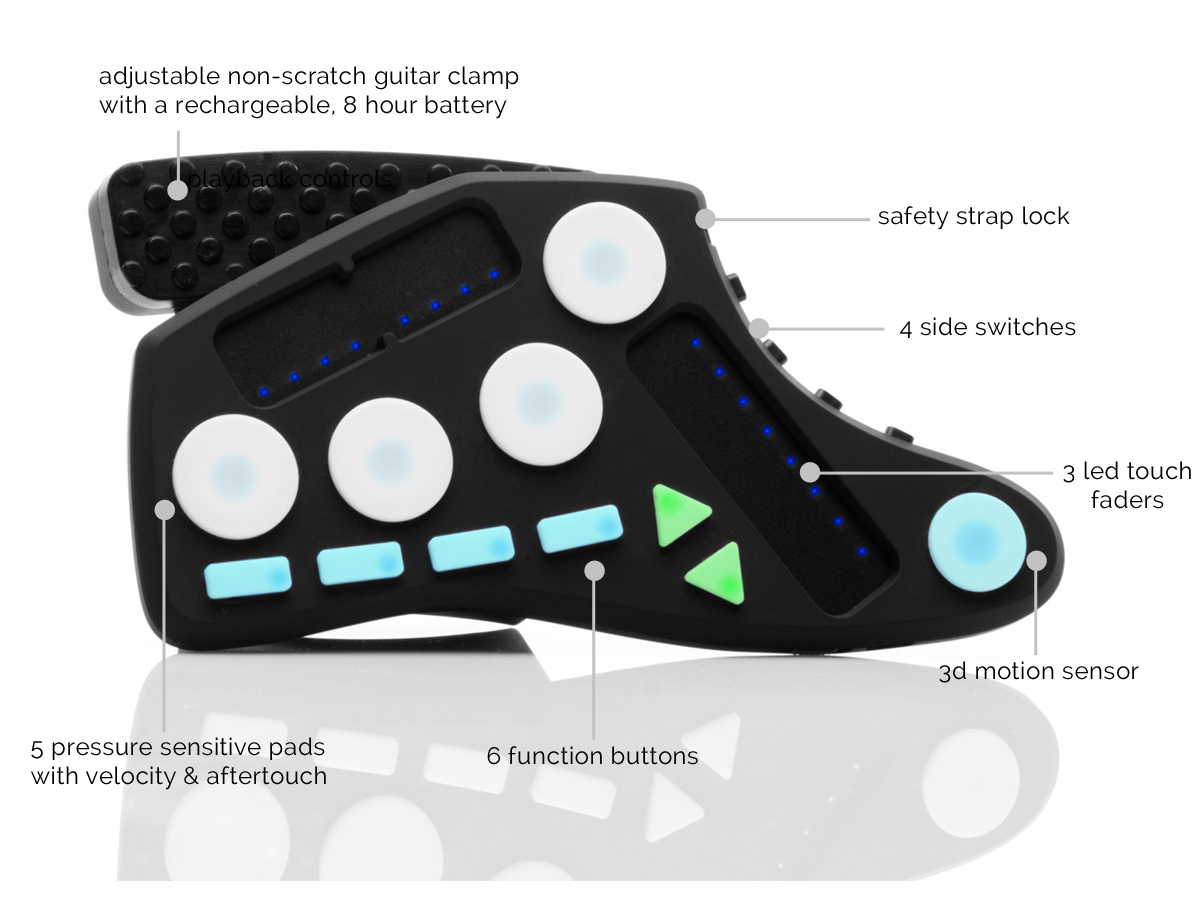 adjustable non-scratch guitar clamp
with a rechargeable, 8 hour battery
playback controls
safety strap lock
4 side switches
3 led touch
faders
3d motion sensor
5 pressure sensitive pads
with velocity & aftertouch
6 function buttons